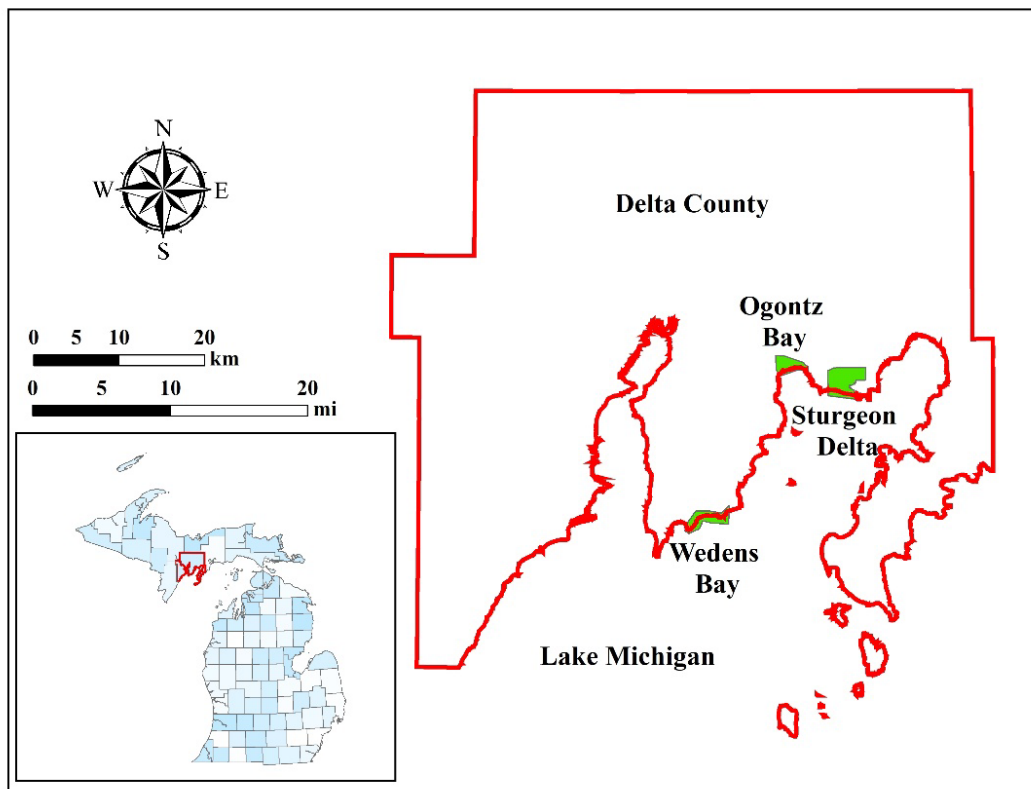 N
W E
S
Delta County
Ogontz
Bay
0 5 10 20
km
0 10 20
mi
Sturgeon
Delta
Wedens
Bay
Lake Michigan